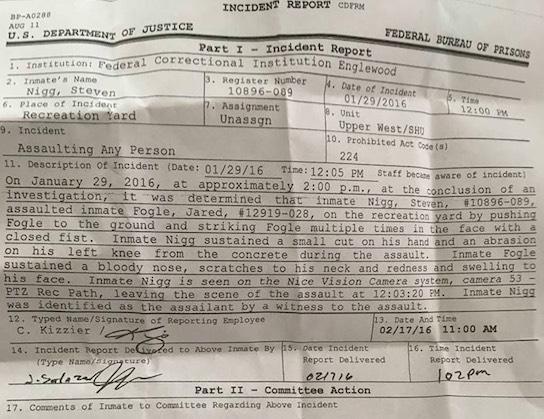 BP-A0288
INCIDENT REPORT CDFRM
AUG 11
U.S. DEPARTMENT OF JUSTICE
FEDERAL BUREAU OF PRISONS
Part I - Incident Report
1. Institution: Federal Correctional Institution Englewood
2. Inmate's Name
Nigg, Steven
3. Register Number
10896-089
4. Date of Incident
01/29/2016
5. Time
12:00 PM
6. Place of Incident
Recreation Yard
7. Assignment
Unassgn
8. Unit
Upper West/SHU
9. Incident
Assaulting Any Person
10. Prohibited Act Code(s)
224
11. Description Of Incident (Date: 01/29/16 Time: 12:05 PM Staff became aware of incident)
On January 29, 2016, at approximately 2:00 p.m., at the conclusion of an
investigation, it was determined that inmate Nigg, Steven, #10896-089,
assaulted inmate Fogle, Jared, #12919-028, on the recreation yard by pushing
Fogle to the ground and striking Fogle multiple times in the face with a
closed fist. Inmate Nigg sustained a small cut on his hand and an abrasion
on his left knee from the concrete during the assault. Inmate Fogle
sustained a bloody nose, scratches to his neck and redness and swelling to
his face. Inmate Nigg is seen on the Nice Vision Camera system, camera 53 -
PTZ Rec Path, leaving the scene of the assault at 12:03:20 PM. Inmate Nigg
was identified as the assailant by a witness to the assault.
12. Typed Name/Signature of Reporting Employee
C. Kizzier
13. Date And Time
02/17/16 11:00 AM
14. Incident Report Delivered to Above Inmate By
(Type Name/Signature)
15. Date Incident
Report Delivered
16. Time Incident
Report Delivered
102pm
Part II - Committee Action
17. Comments of Inmate to Committee Regarding Above Incident